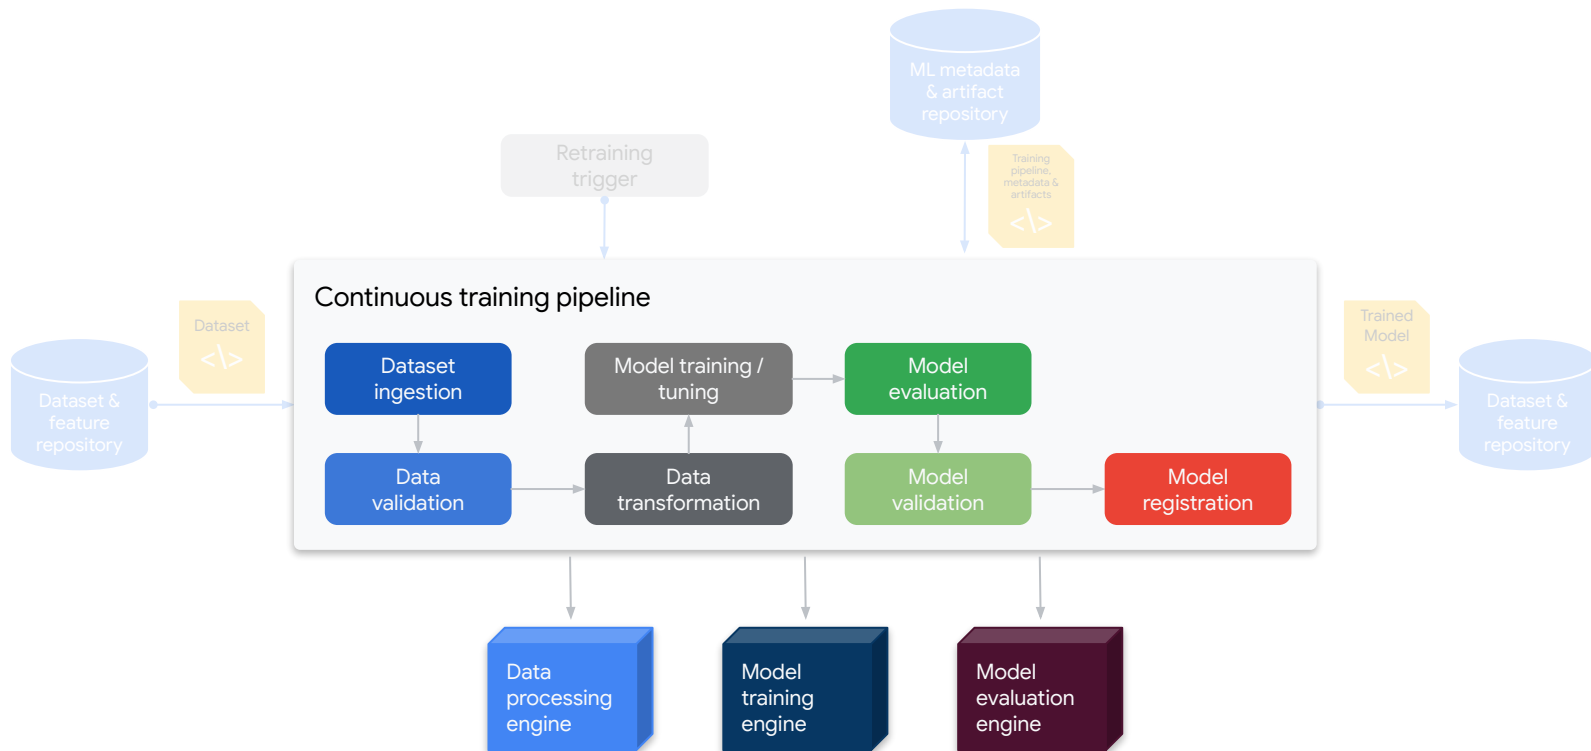 ML metadata
& artifact
repository
Retraining
trigger
Training
pipeline,
metadata &
artifacts
</>
Continuous training pipeline
Dataset
</>
Dataset &
feature
repository
Dataset
ingestion
Model training /
tuning
Model
evaluation
Data
validation
Data
transformation
Model
validation
Model
registration
Trained
Model
</>
Dataset &
feature
repository
Data
processing
engine
Model
training
engine
Model
evaluation
engine